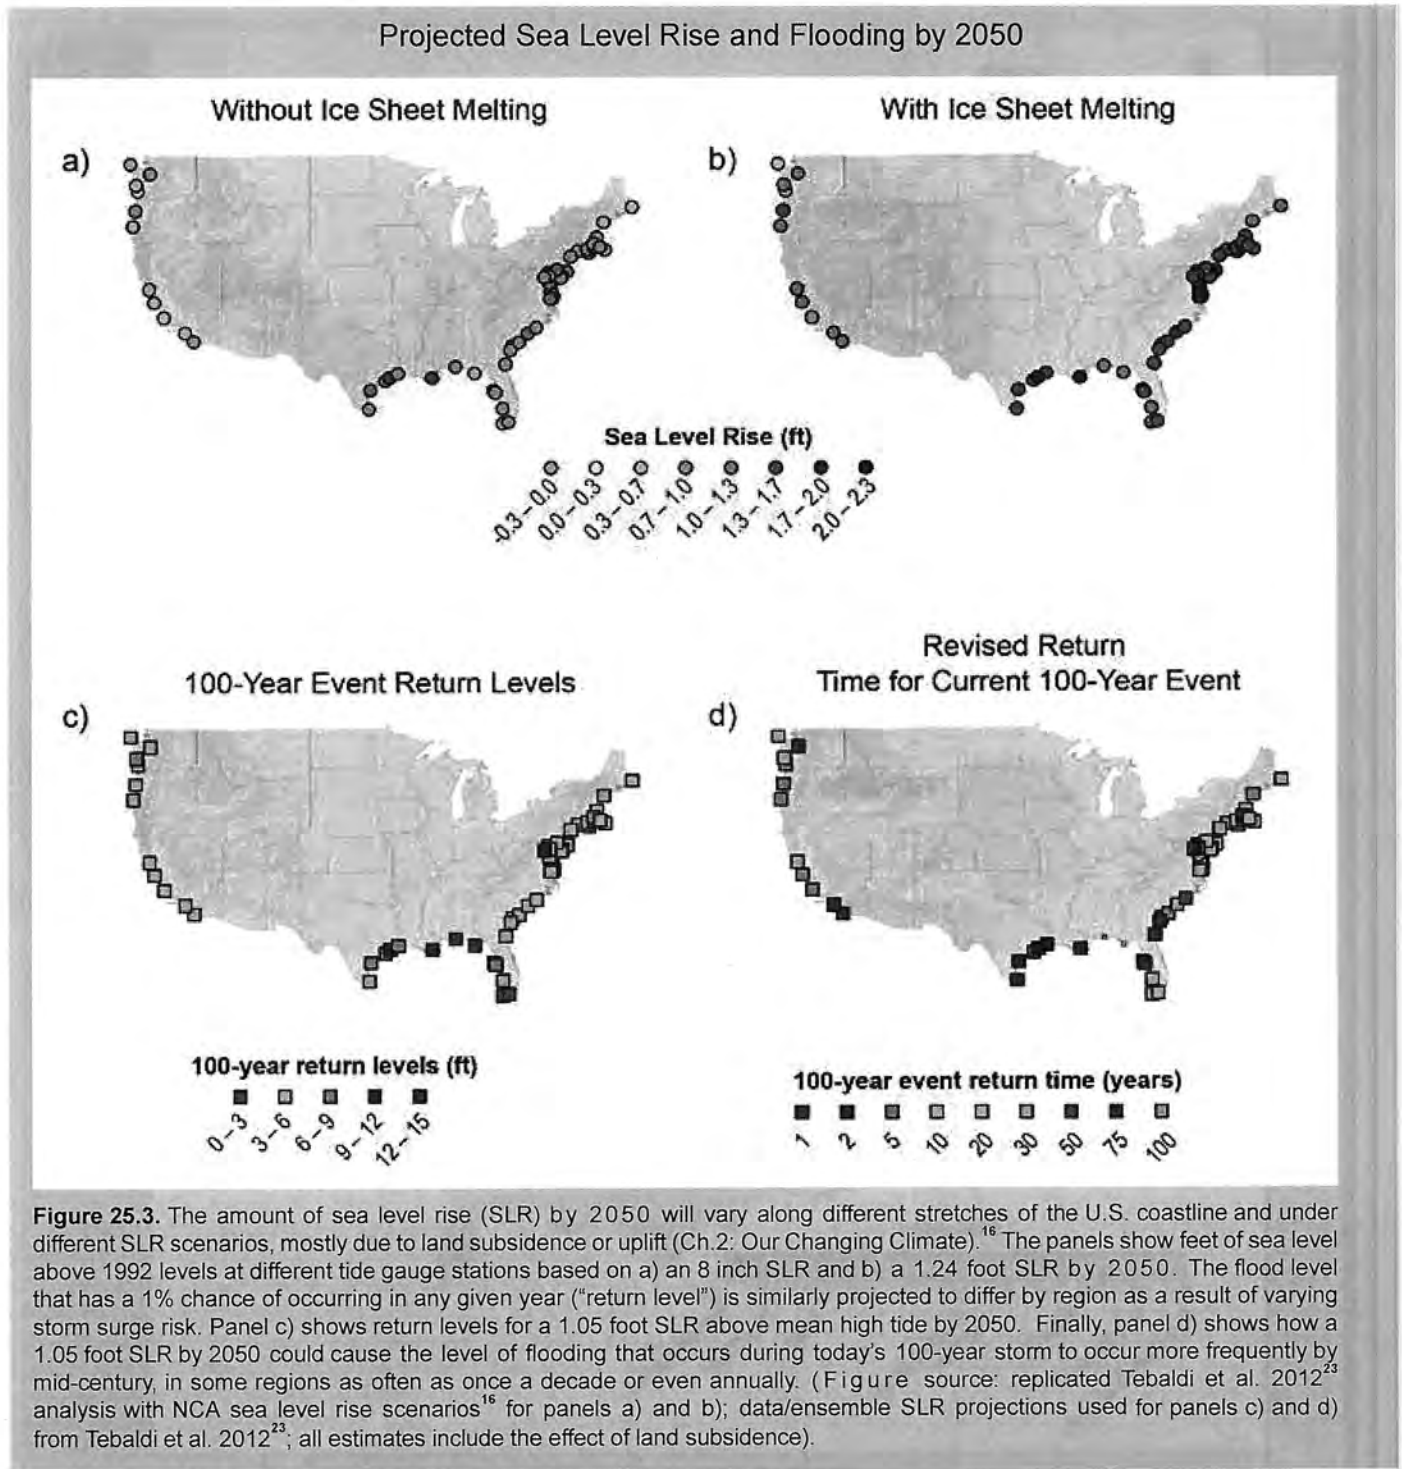 Projected Sea Level Rise and Flooding by 2050
Without Ice Sheet Melting
With Ice Sheet Melting
a)
b)
Sea Level Rise (ft)
-0.3 – 0.0
0.0 – 0.3
0.3 – 0.7
0.7 – 1.0
1.0 – 1.3
1.3 – 1.7
1.7 – 2.0
2.0 – 2.3
100-Year Event Return Levels
Revised Return
Time for Current 100-Year Event
c)
d)
100-year return levels (ft)
0 – 3
3 – 6
6 – 9
9 – 12
12 – 15
100-year event return time (years)
1
2
5
10
20
30
50
75
100
Figure 25.3. The amount of sea level rise (SLR) by 2050 will vary along different stretches of the U.S. coastline and under
different SLR scenarios, mostly due to land subsidence or uplift (Ch.2: Our Changing Climate).16 The panels show feet of sea level
above 1992 levels at different tide gauge stations based on a) an 8 inch SLR and b) a 1.24 foot SLR by 2050. The flood level
that has a 1% chance of occurring in any given year (“return level”) is similarly projected to differ by region as a result of varying
storm surge risk. Panel c) shows return levels for a 1.05 foot SLR above mean high tide by 2050. Finally, panel d) shows how a
1.05 foot SLR by 2050 could cause the level of flooding that occurs during today's 100-year storm to occur more frequently by
mid-century, in some regions as often as once a decade or even annually. (Figure source: replicated Tebaldi et al. 201223
analysis with NCA sea level rise scenarios16 for panels a) and b); data/ensemble SLR projections used for panels c) and d)
from Tebaldi et al. 201223; all estimates include the effect of land subsidence).